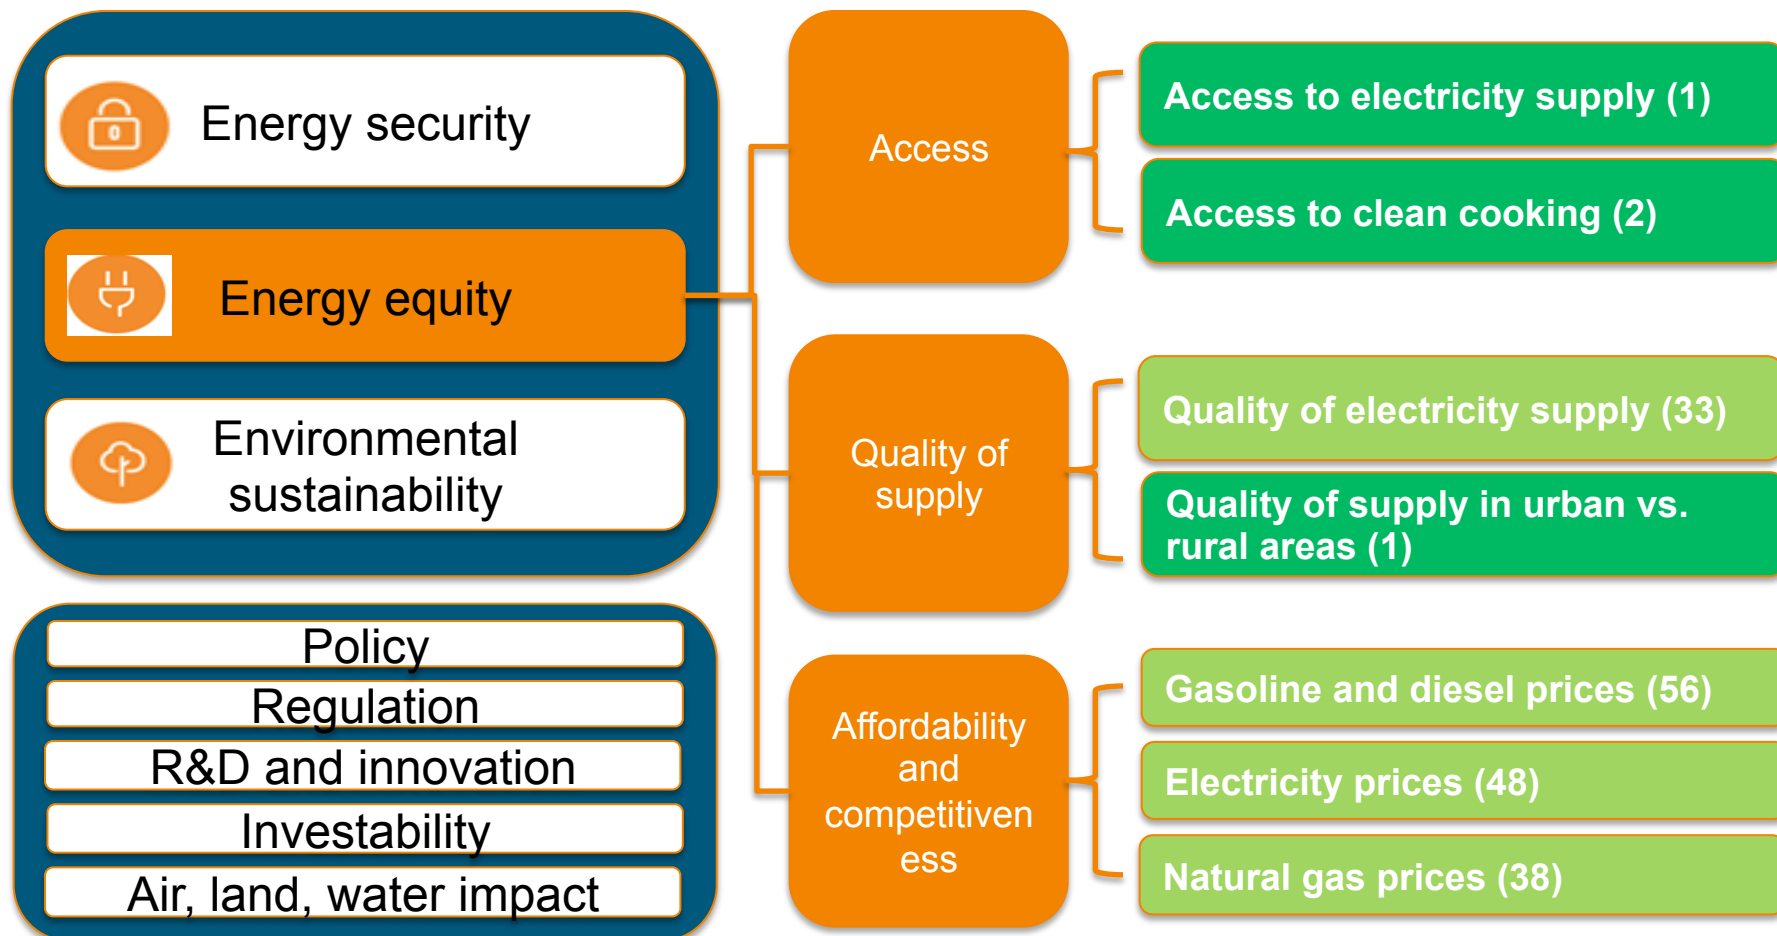 Energy security
Energy equity
Environmental
sustainability
Policy
Regulation
R&D and innovation
Investability
Air, land, water impact
Access
Access to electricity supply (1)
Access to clean cooking (2)
Quality of
supply
Quality of electricity supply (33)
Quality of supply in urban vs.
rural areas (1)
Affordability
and
competitiven
ess
Gasoline and diesel prices (56)
Electricity prices (48)
Natural gas prices (38)